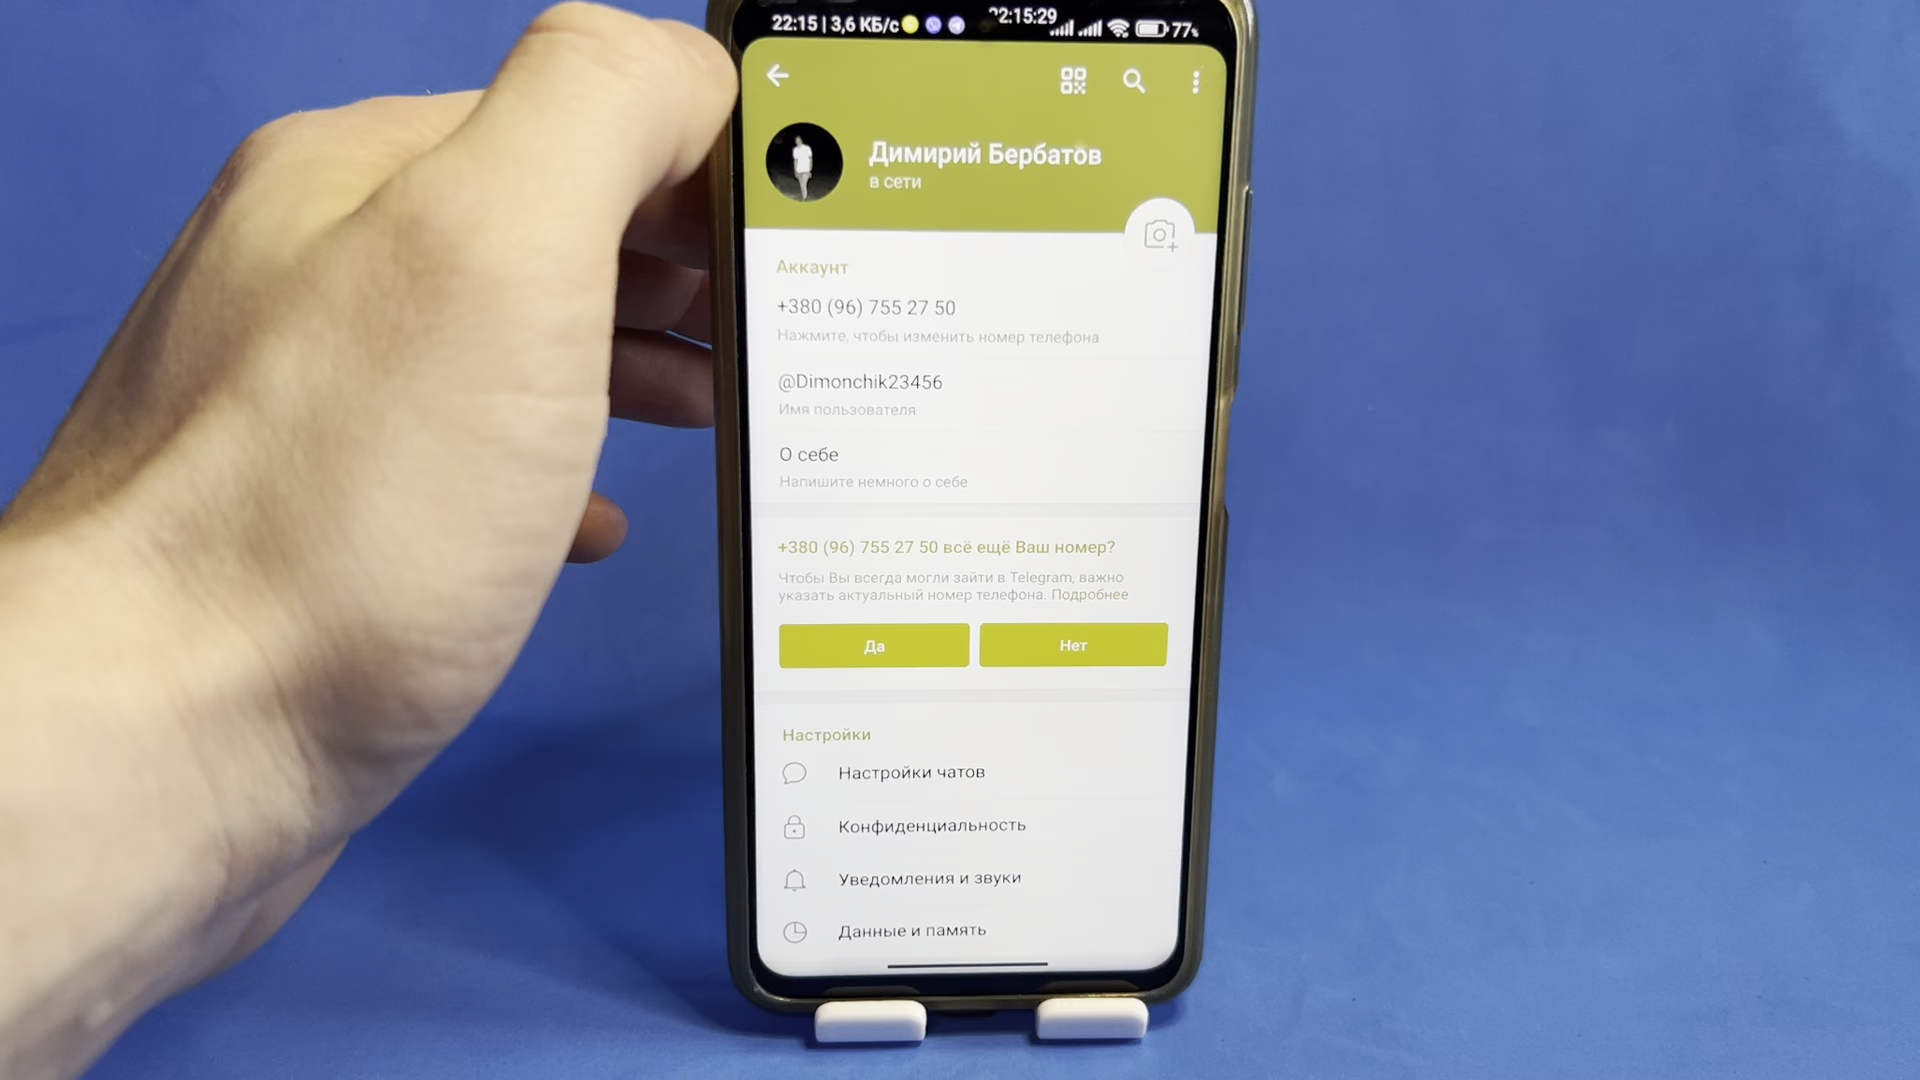 22:15 | 3,6 КБ/с
22:15:29
77%
Димирий Бербатов
в сети
Аккаунт
+380 (96) 755 27 50
Нажмите, чтобы изменить номер телефона
@Dimonchik23456
Имя пользователя
О себе
Напишите немного о себе
+380 (96) 755 27 50 всё ещё Ваш номер?
Чтобы Вы всегда могли зайти в Telegram, важно
указать актуальный номер телефона. Подробнее
Да
Нет
Настройки
Настройки чатов
Конфиденциальность
Уведомления и звуки
Данные и память